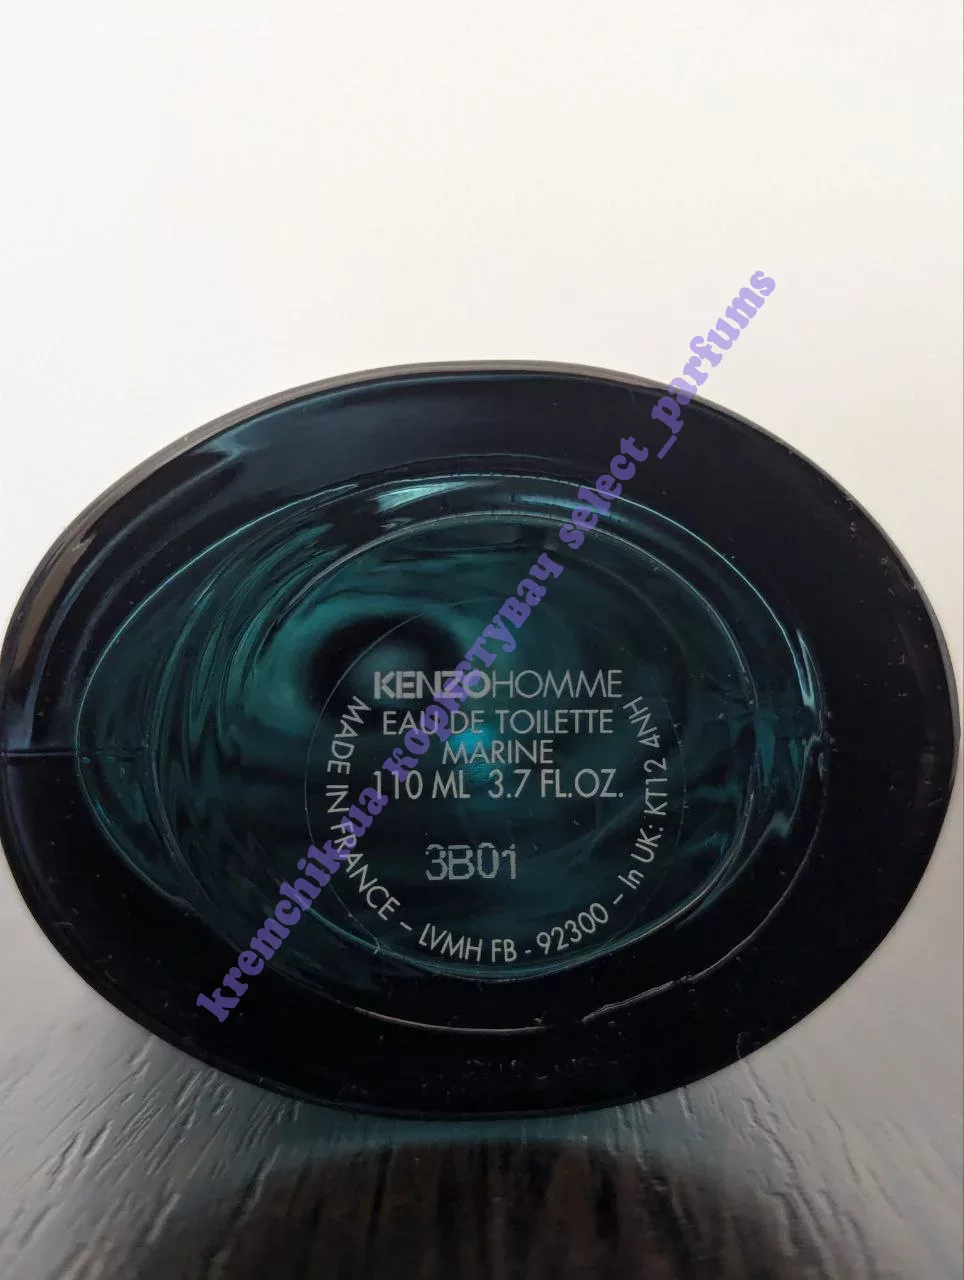 KENZOHOMME
EAU DE TOILETTE
MARINE
110 ML 3.7 FL.OZ.
3B01
MADE IN FRANCE – LVMH FB - 92300 – In UK: KT12 4NH
kremchik.ua КОРИСТУВАЧ select_parfums